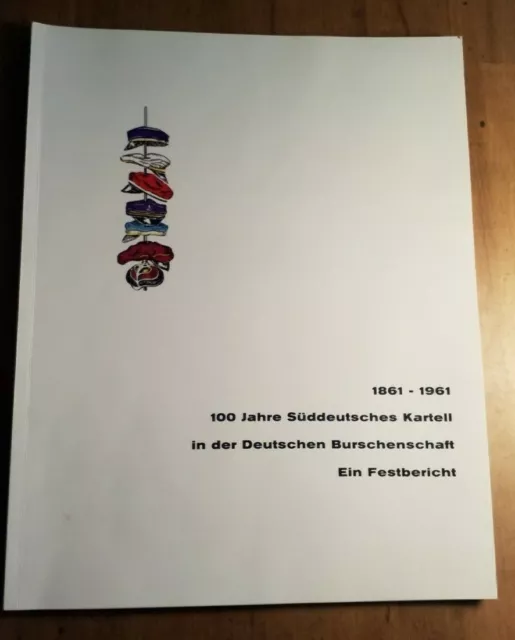 1861 - 1961
100 Jahre Süddeutsches Kartell
in der Deutschen Burschenschaft
Ein Festbericht